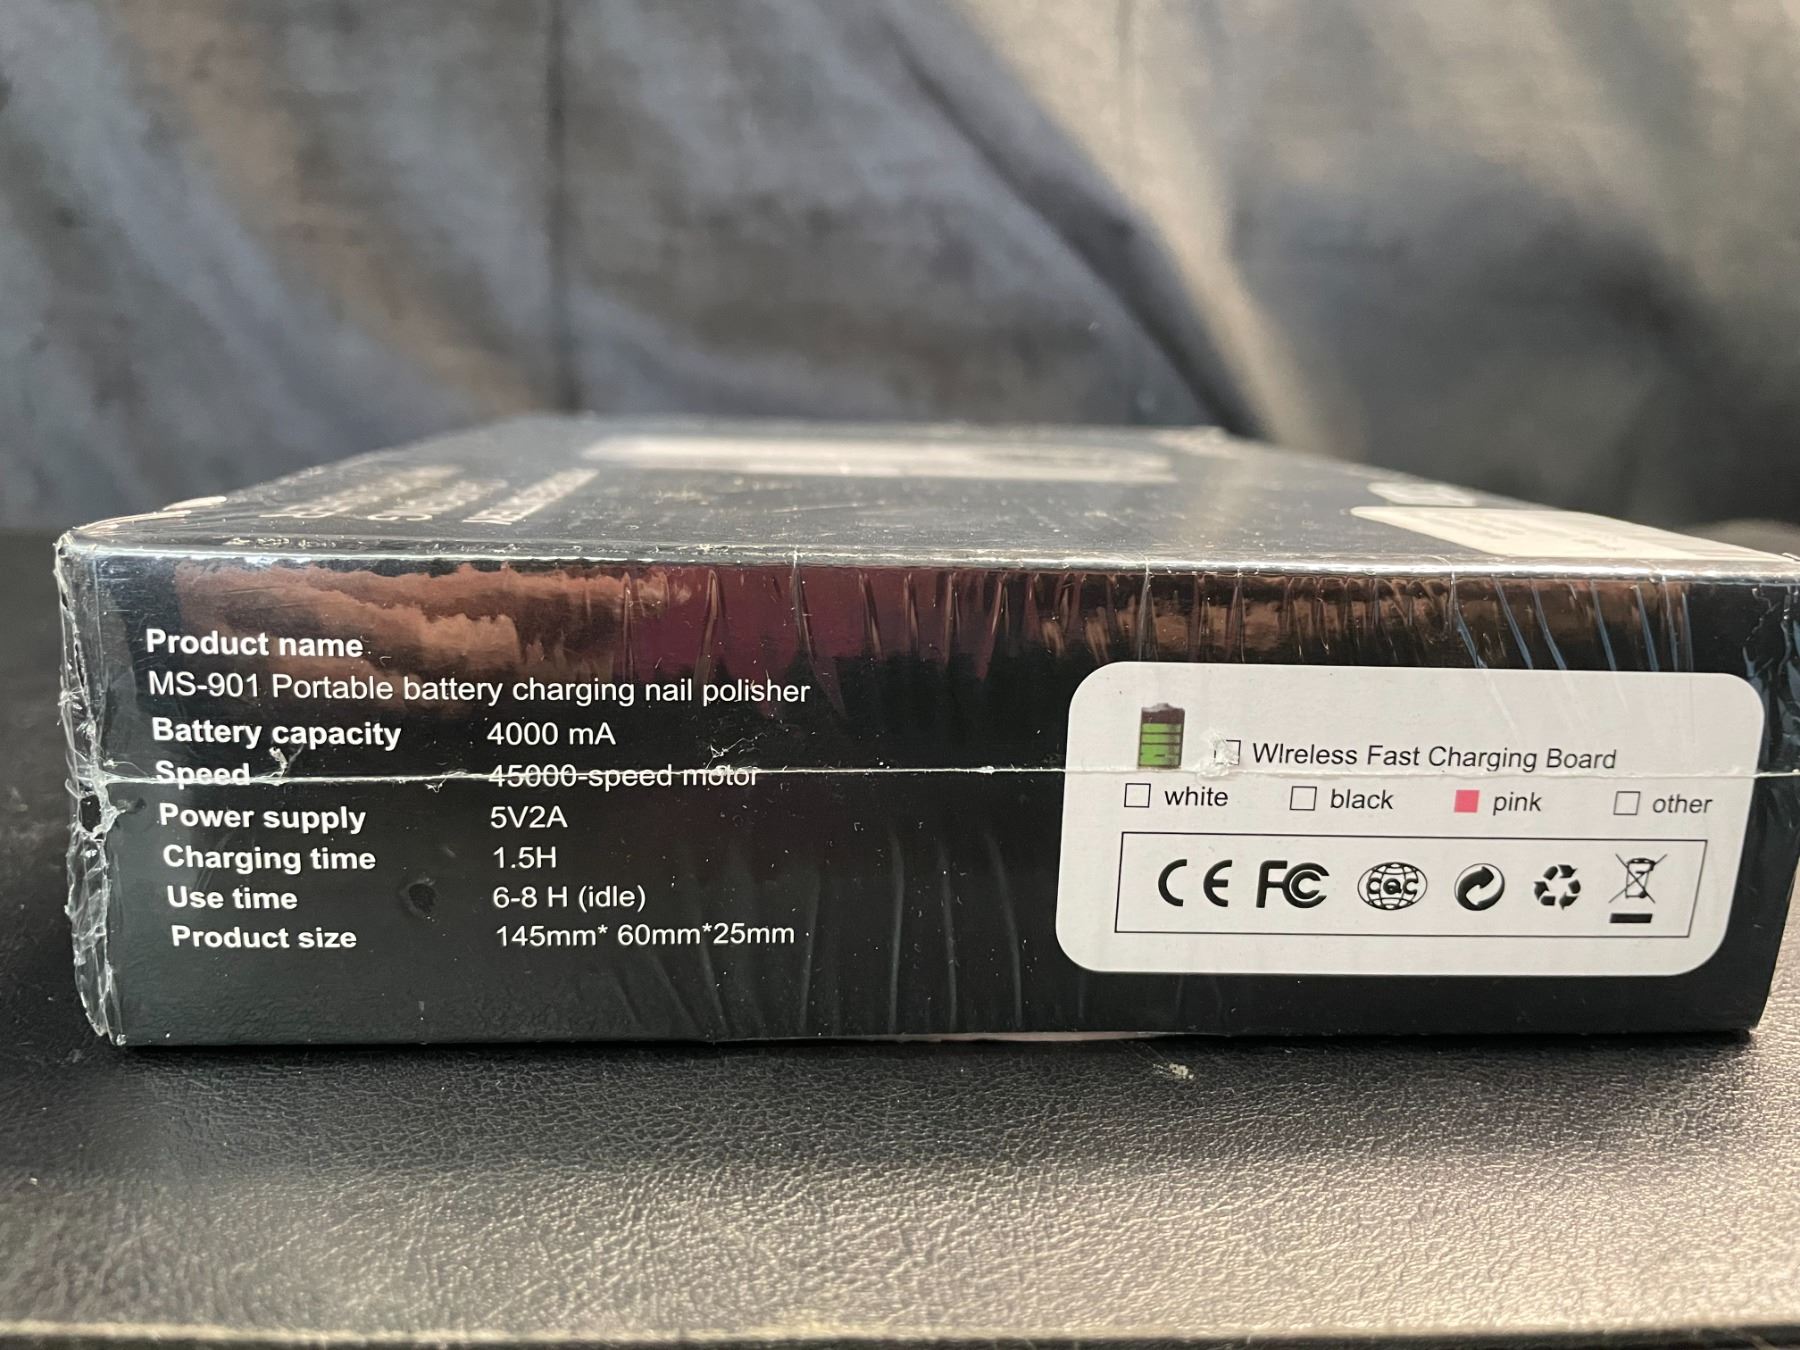 Product name
MS-901 Portable battery charging nail polisher
Battery capacity 4000 mA
Speed 45000-speed motor
Power supply 5V2A
Charging time 1.5H
Use time 6-8 H (idle)
Product size 145mm* 60mm*25mm
WIreless Fast Charging Board
white black pink other
CE FC CQC